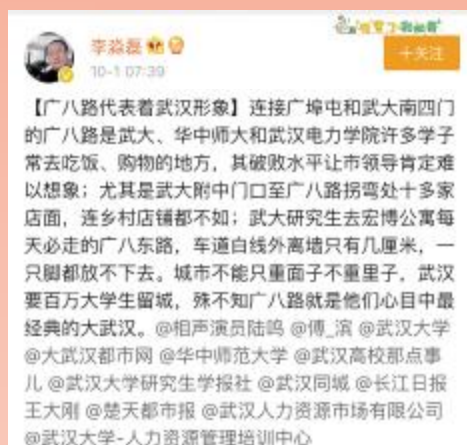 李淼磊
10-1 07:39
+关注
【广八路代表着武汉形象】连接广埠屯和武大南四门
的广八路是武大、华中师大和武汉电力学院许多学子
常去吃饭、购物的地方，其破败水平让市领导肯定难
以想象；尤其是武大附中门口至广八路拐弯处十多家
店面，连乡村店铺都不如；武大研究生去宏博公寓每
天必走的广八东路，车道白线外离墙只有几厘米，一
只脚都放不下去。城市不能只重面子不重里子，武汉
要百万大学生留城，殊不知广八路就是他们心目中最
经典的大武汉。@相声演员陆鸣 @傅_滨 @武汉大学
@大武汉都市网 @华中师范大学 @武汉高校那点事
儿 @武汉大学研究生学报社 @武汉同城 @长江日报
王大刚 @楚天都市报 @武汉人力资源市场有限公司
@武汉大学-人力资源管理培训中心